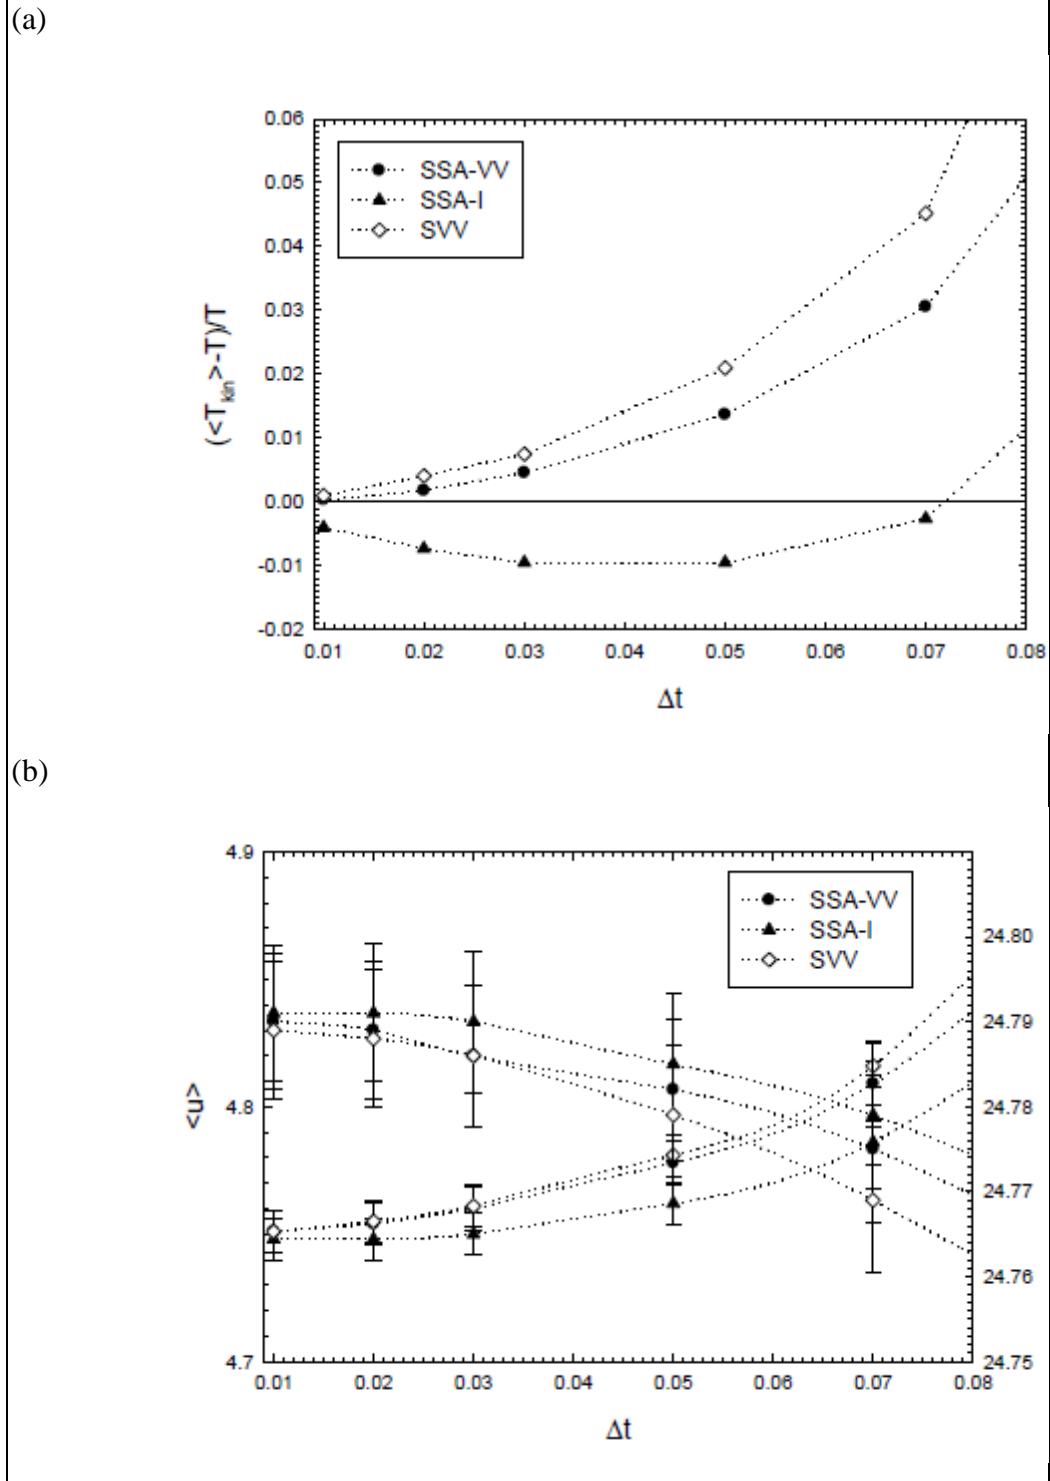 (a)
0.06
0.05
0.04
0.03
0.02
0.01
0.00
-0.01
-0.02
SSA-VV
SSA-I
SVV
(<T_kin>-T)/T
0.01 0.02 0.03 0.04 0.05 0.06 0.07 0.08
Δt
(b)
4.9
4.8
4.7
SSA-VV
SSA-I
SVV
<u>
24.80
24.79
24.78
24.77
24.76
24.75
0.01 0.02 0.03 0.04 0.05 0.06 0.07 0.08
Δt